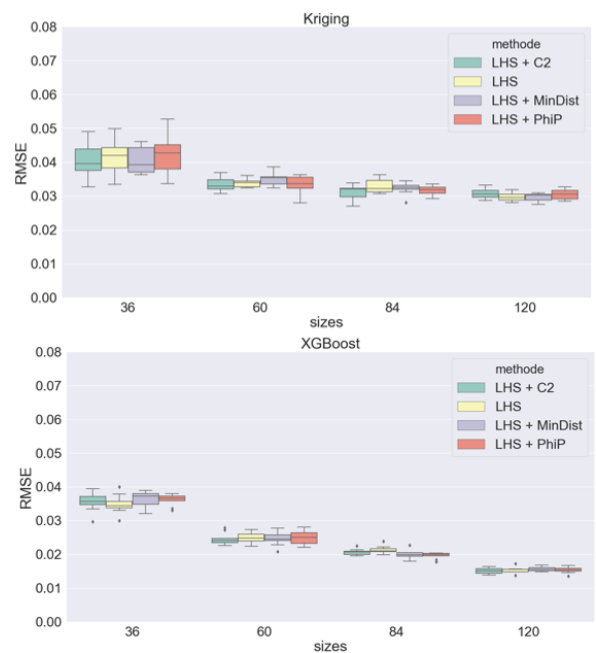 Kriging
0.08
0.07
0.06
0.05
0.04
0.03
0.02
0.01
0.00
RMSE
methode
LHS + C2
LHS
LHS + MinDist
LHS + PhiP
36 60 84 120
sizes
XGBoost
0.08
0.07
0.06
0.05
0.04
0.03
0.02
0.01
0.00
RMSE
methode
LHS + C2
LHS
LHS + MinDist
LHS + PhiP
36 60 84 120
sizes